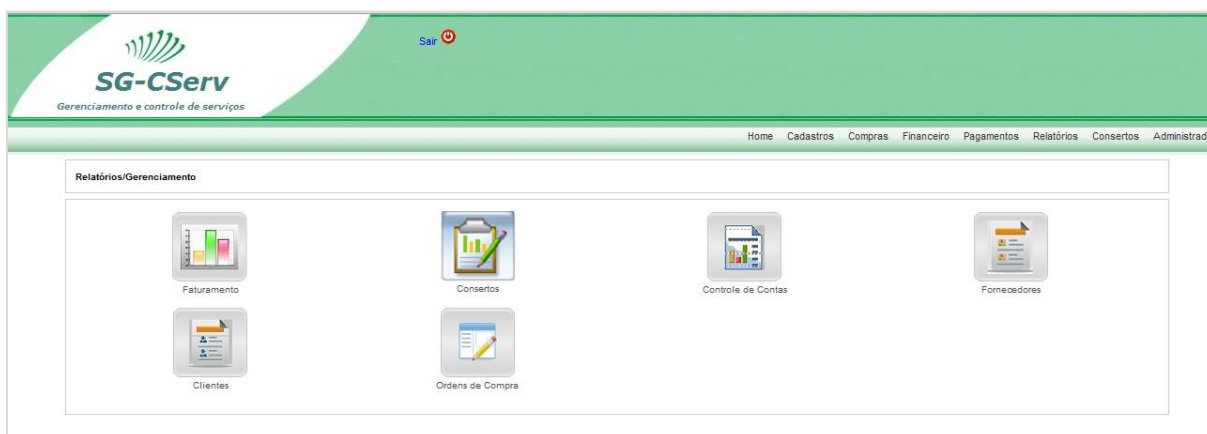 Sair
SG-CServ
Gerenciamento e controle de serviços
Home Cadastros Compras Financeiro Pagamentos Relatórios Consertos Administrad
Relatórios/Gerenciamento
Faturamento Consertos Controle de Contas Fornecedores
Clientes Ordens de Compra